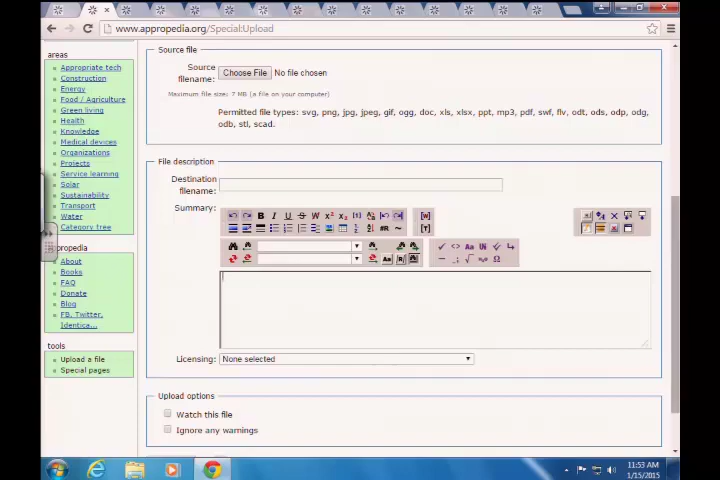 www.appropedia.org/Special:Upload
areas
Appropriate tech
Construction
Energy
Food / Agriculture
Green living
Health
Knowledge
Medical devices
Organizations
Projects
Service learning
Solar
Sustainability
Transport
Water
Category tree
ropedia
About
Books
FAQ
Donate
Blog
FB, Twitter,
Identica...
tools
Upload a file
Special pages
Source file
Source
filename:
Choose File No file chosen
Maximum file size: 7 MB (a file on your computer)
Permitted file types: svg, png, jpg, jpeg, gif, ogg, doc, xls, xlsx, ppt, mp3, pdf, swf, flv, odt, ods, odp, odg,
odb, stl, scad.
File description
Destination
filename:
Summary:
Licensing: None selected
Upload options
Watch this file
Ignore any warnings
11:53 AM
1/15/2015